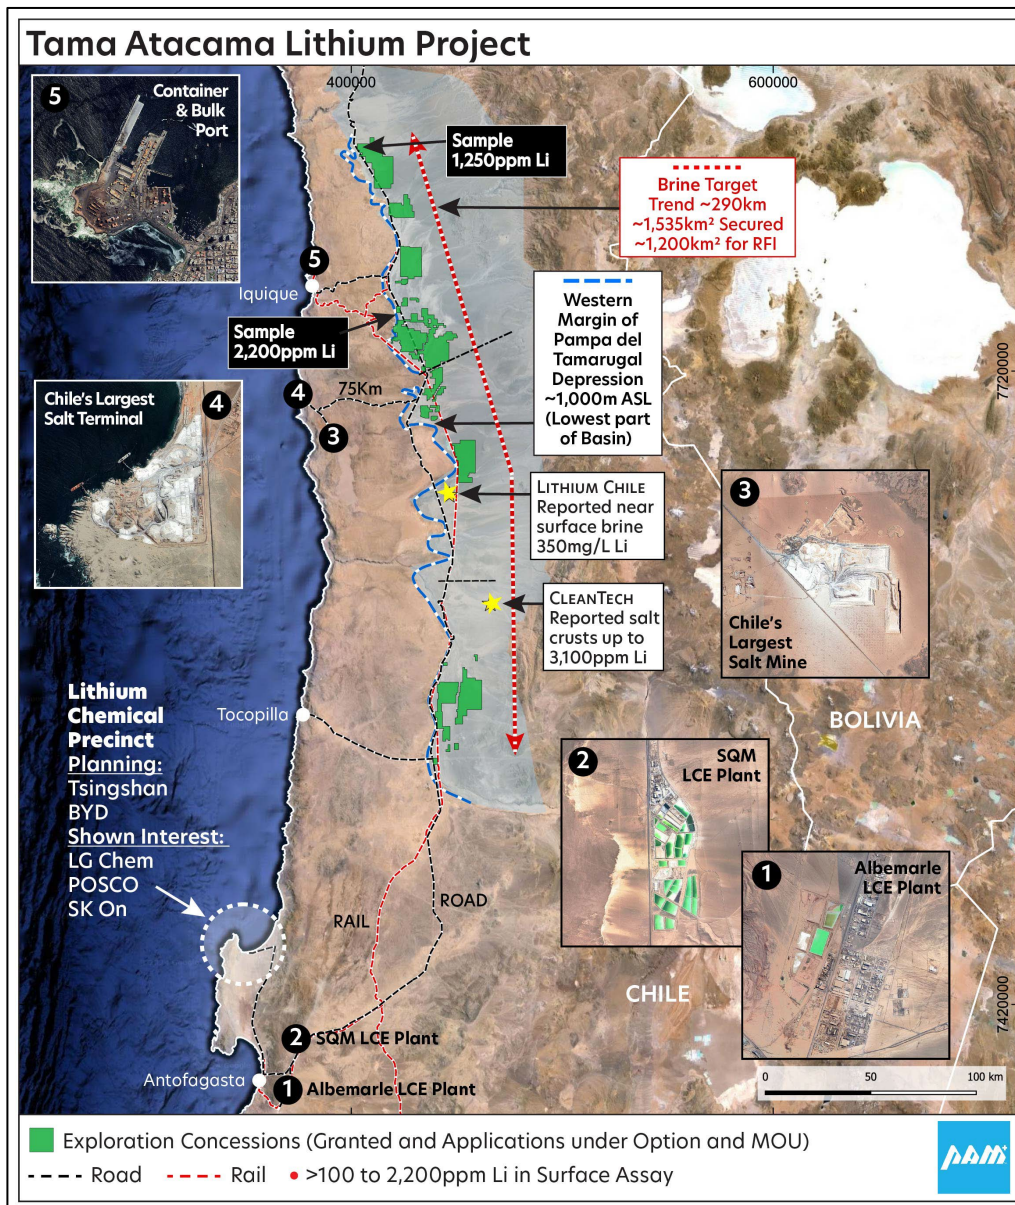 Tama Atacama Lithium Project
400000
600000
5
Container
& Bulk
Port
Sample
1,250ppm Li
Brine Target
Trend ~290km
~1,535km² Secured
~1,200km² for RFI
5
Iquique
Sample
2,200ppm Li
Western
Margin of
Pampa del
Tamarugal
Depression
~1,000m ASL
(Lowest part
of Basin)
7720000
4
75Km
3
Chile's Largest
Salt Terminal
4
LITHIUM CHILE
Reported near
surface brine
350mg/L Li
3
Chile's
Largest
Salt Mine
CLEANTECH
Reported salt
crusts up to
3,100ppm Li
Lithium
Chemical
Precinct
Planning:
Tsingshan
BYD
Shown Interest:
LG Chem
POSCO
SK On
Tocopilla
BOLIVIA
2
SQM
LCE Plant
1
Albemarle
LCE Plant
RAIL
ROAD
CHILE
7420000
2
SQM LCE Plant
Antofagasta
1
Albemarle LCE Plant
0 50 100 km
Exploration Concessions (Granted and Applications under Option and MOU)
Road Rail >100 to 2,200ppm Li in Surface Assay
PAM+